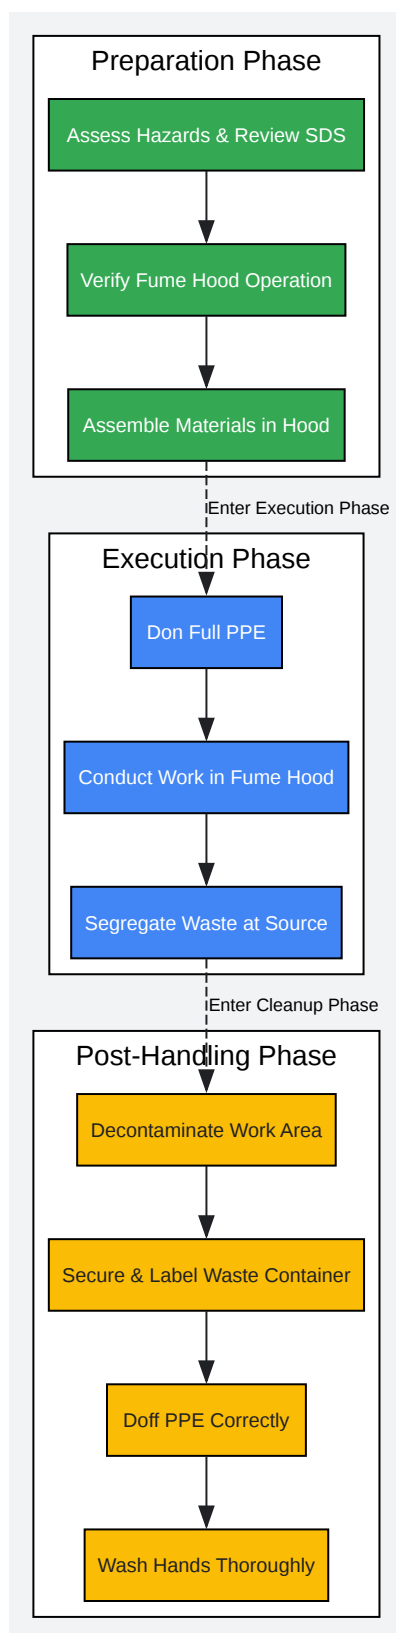 Preparation Phase
Assess Hazards & Review SDS
Verify Fume Hood Operation
Assemble Materials in Hood
Enter Execution Phase
Execution Phase
Don Full PPE
Conduct Work in Fume Hood
Segregate Waste at Source
Enter Cleanup Phase
Post-Handling Phase
Decontaminate Work Area
Secure & Label Waste Container
Doff PPE Correctly
Wash Hands Thoroughly